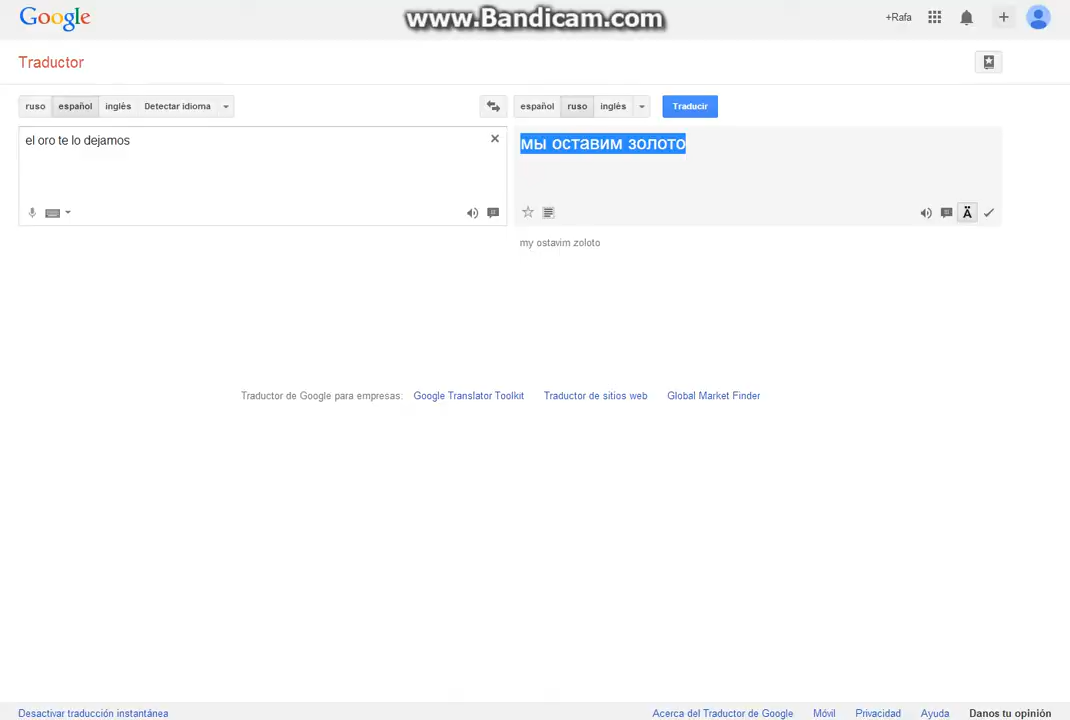 www.Bandicam.com
Google
+Rafa
Traductor
ruso español inglés Detectar idioma
español ruso inglés Traducir
el oro te lo dejamos
мы оставим золото
Ä
my ostavim zoloto
Traductor de Google para empresas: Google Translator Toolkit Traductor de sitios web Global Market Finder
Desactivar traducción instantánea
Acerca del Traductor de Google Móvil Privacidad Ayuda Danos tu opinión